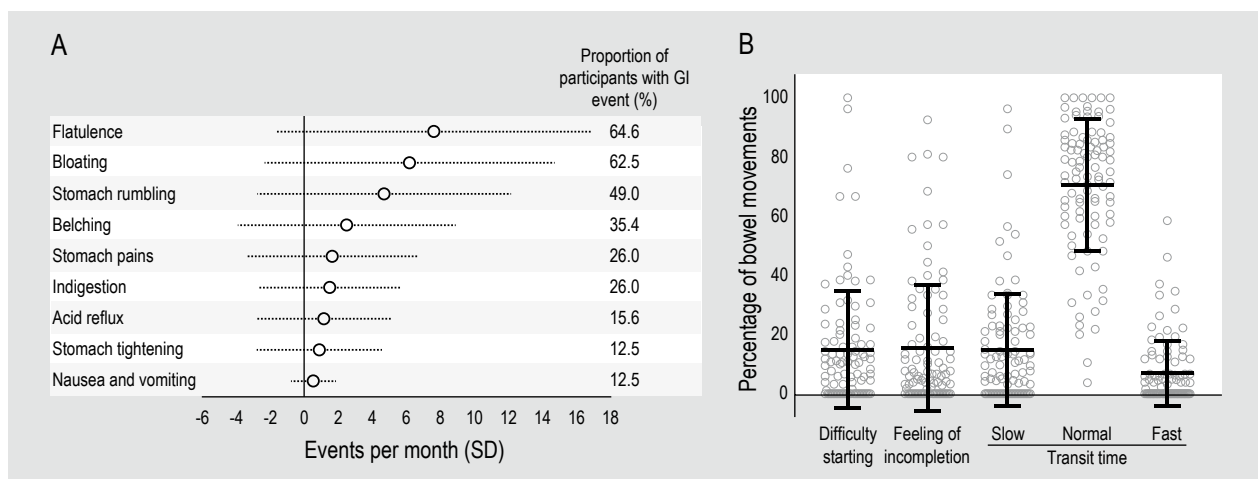 A
Proportion of
participants with GI
event (%)
Flatulence 64.6
Bloating 62.5
Stomach rumbling 49.0
Belching 35.4
Stomach pains 26.0
Indigestion 26.0
Acid reflux 15.6
Stomach tightening 12.5
Nausea and vomiting 12.5
-6 -4 -2 0 2 4 6 8 10 12 14 16 18
Events per month (SD)
B
Percentage of bowel movements
100
80
60
40
20
0
Difficulty
starting
Feeling of
incompletion
Slow Normal Fast
Transit time